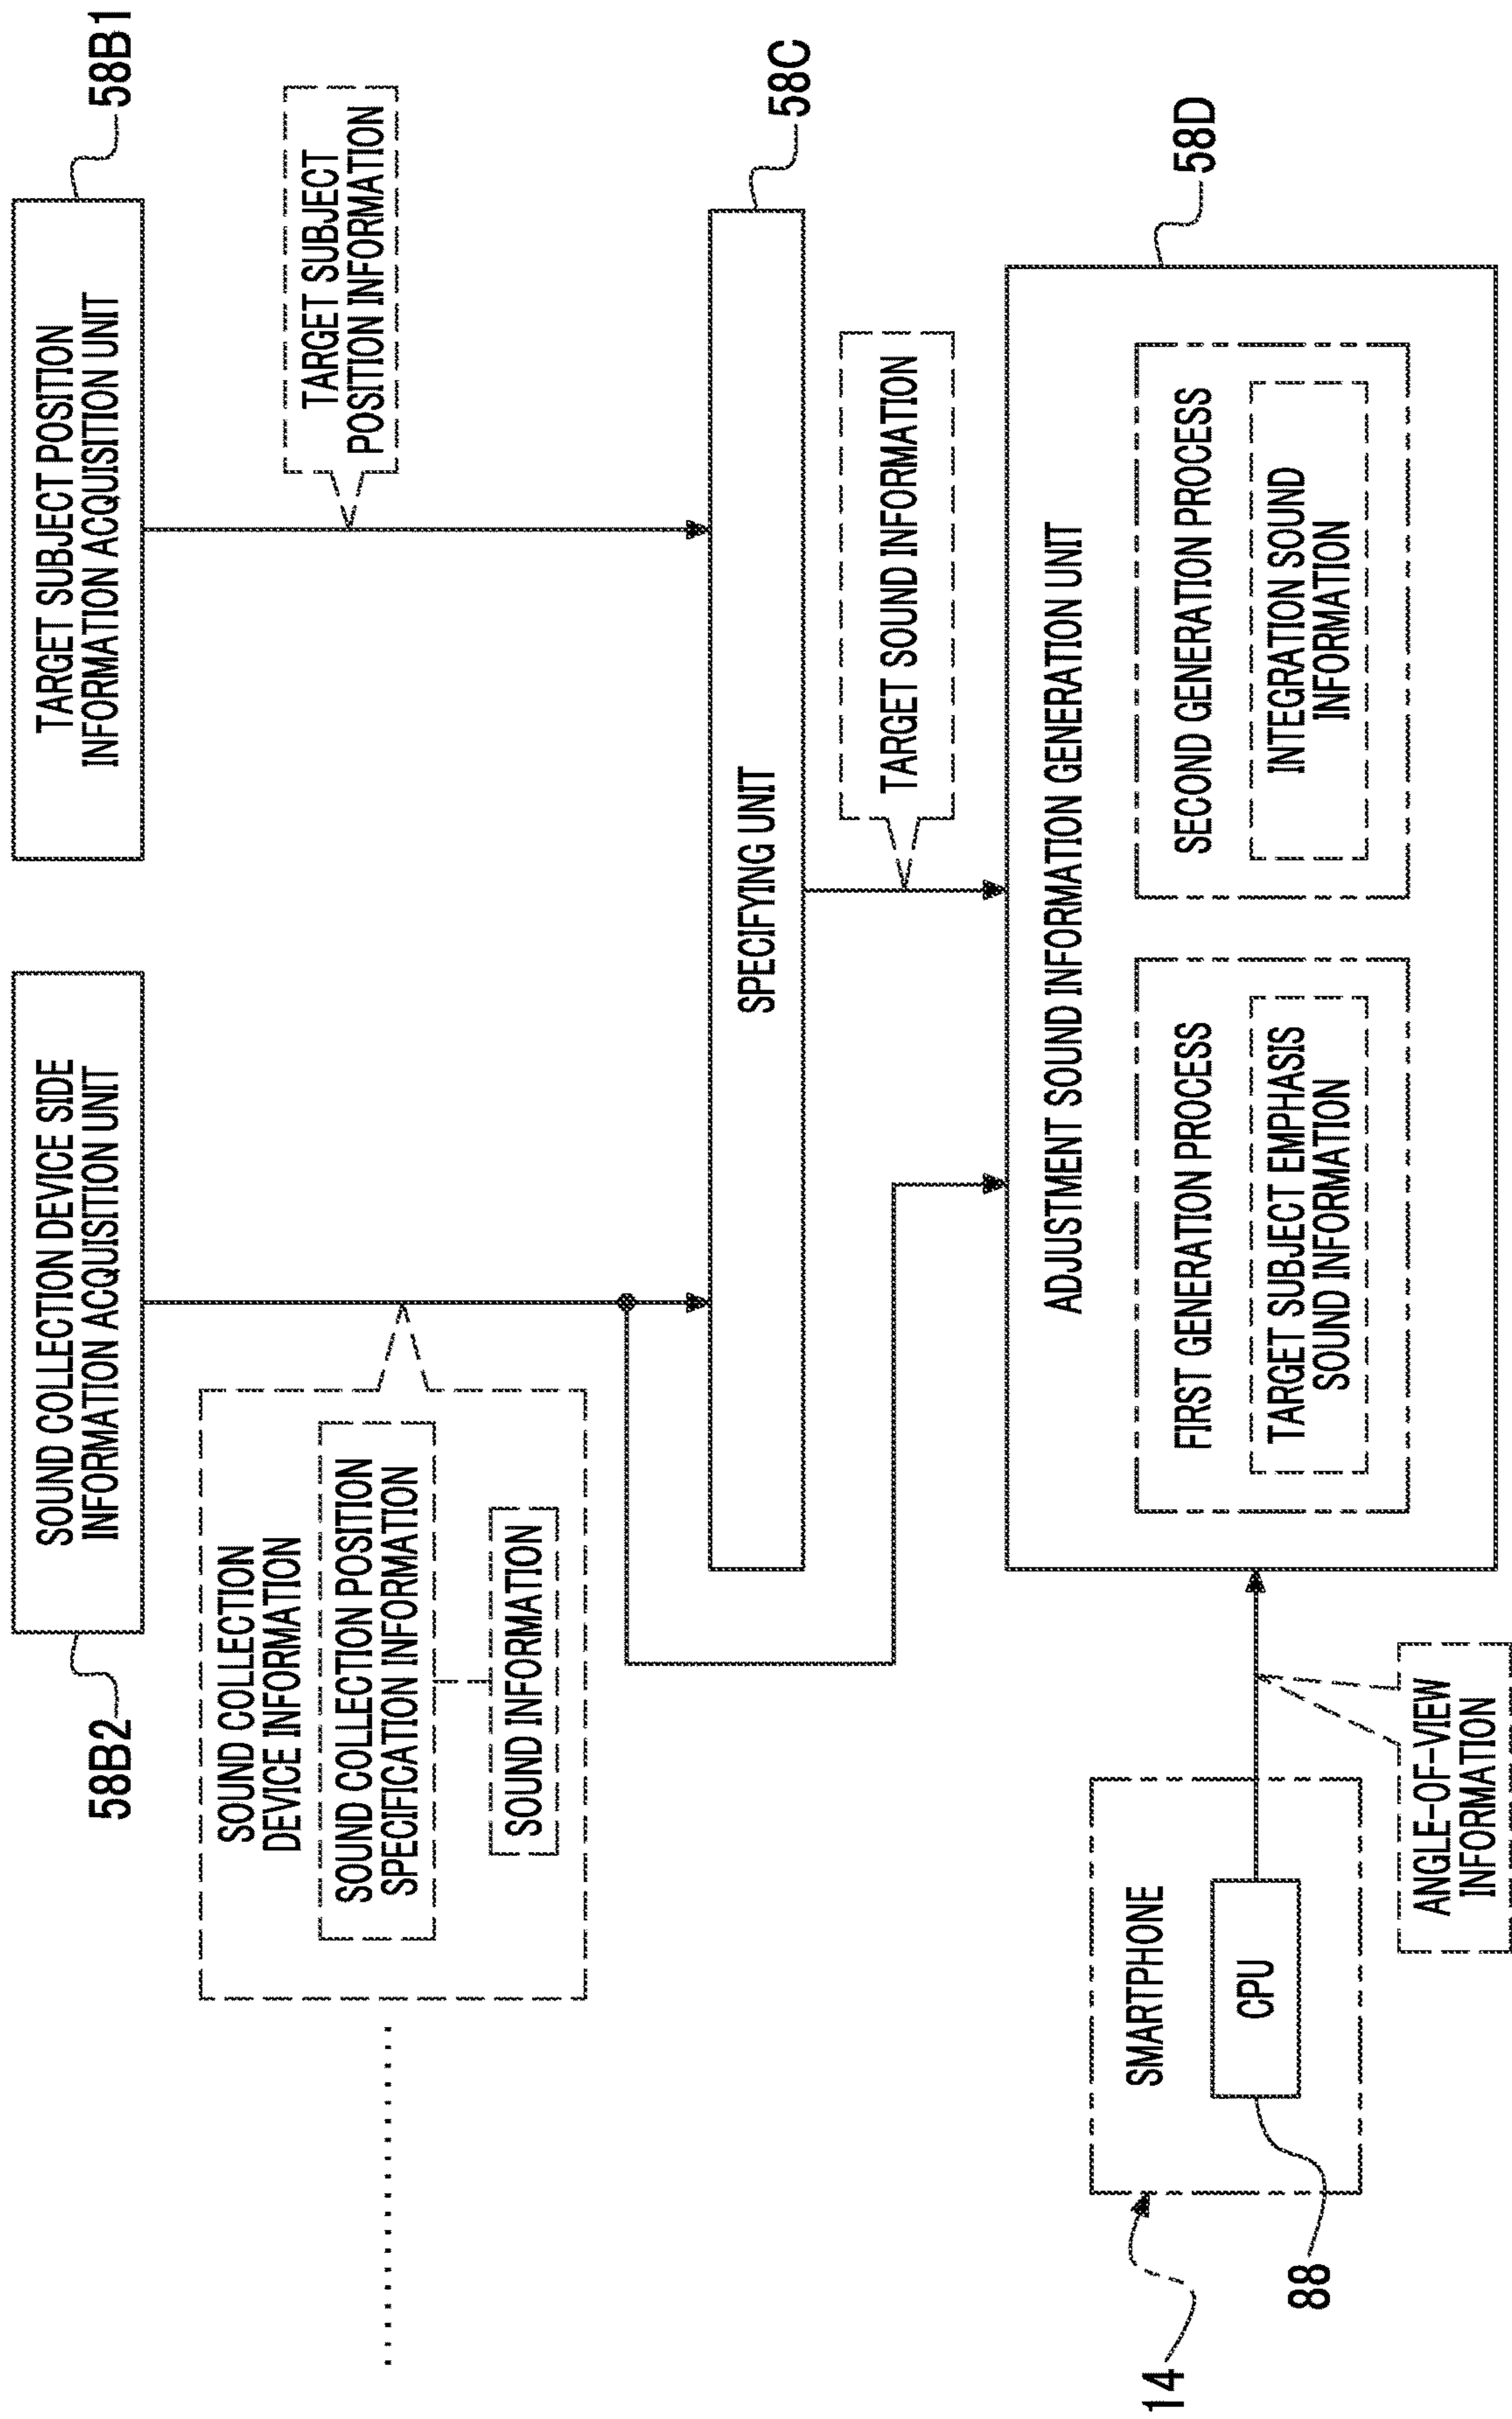 58B2
SOUND COLLECTION DEVICE SIDE
INFORMATION ACQUISITION UNIT
TARGET SUBJECT POSITION
INFORMATION ACQUISITION UNIT
58B1
SOUND COLLECTION
DEVICE INFORMATION
SOUND COLLECTION POSITION
SPECIFICATION INFORMATION
SOUND INFORMATION
TARGET SUBJECT
POSITION INFORMATION
SPECIFYING UNIT
58C
TARGET SOUND INFORMATION
14
SMARTPHONE
CPU
88
ANGLE-OF-VIEW
INFORMATION
ADJUSTMENT SOUND INFORMATION GENERATION UNIT
58D
FIRST GENERATION PROCESS
TARGET SUBJECT EMPHASIS
SOUND INFORMATION
SECOND GENERATION PROCESS
INTEGRATION SOUND
INFORMATION